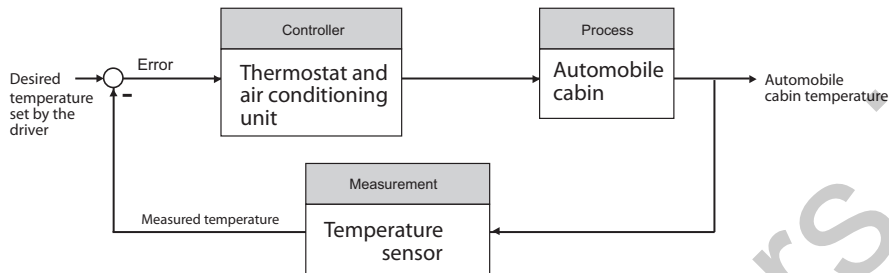 Controller
Process
Error
Desired
temperature
set by the
driver
Thermostat and
air conditioning
unit
Automobile
cabin
Automobile
cabin temperature
-
Measurement
Measured temperature
Temperature
sensor
rs.